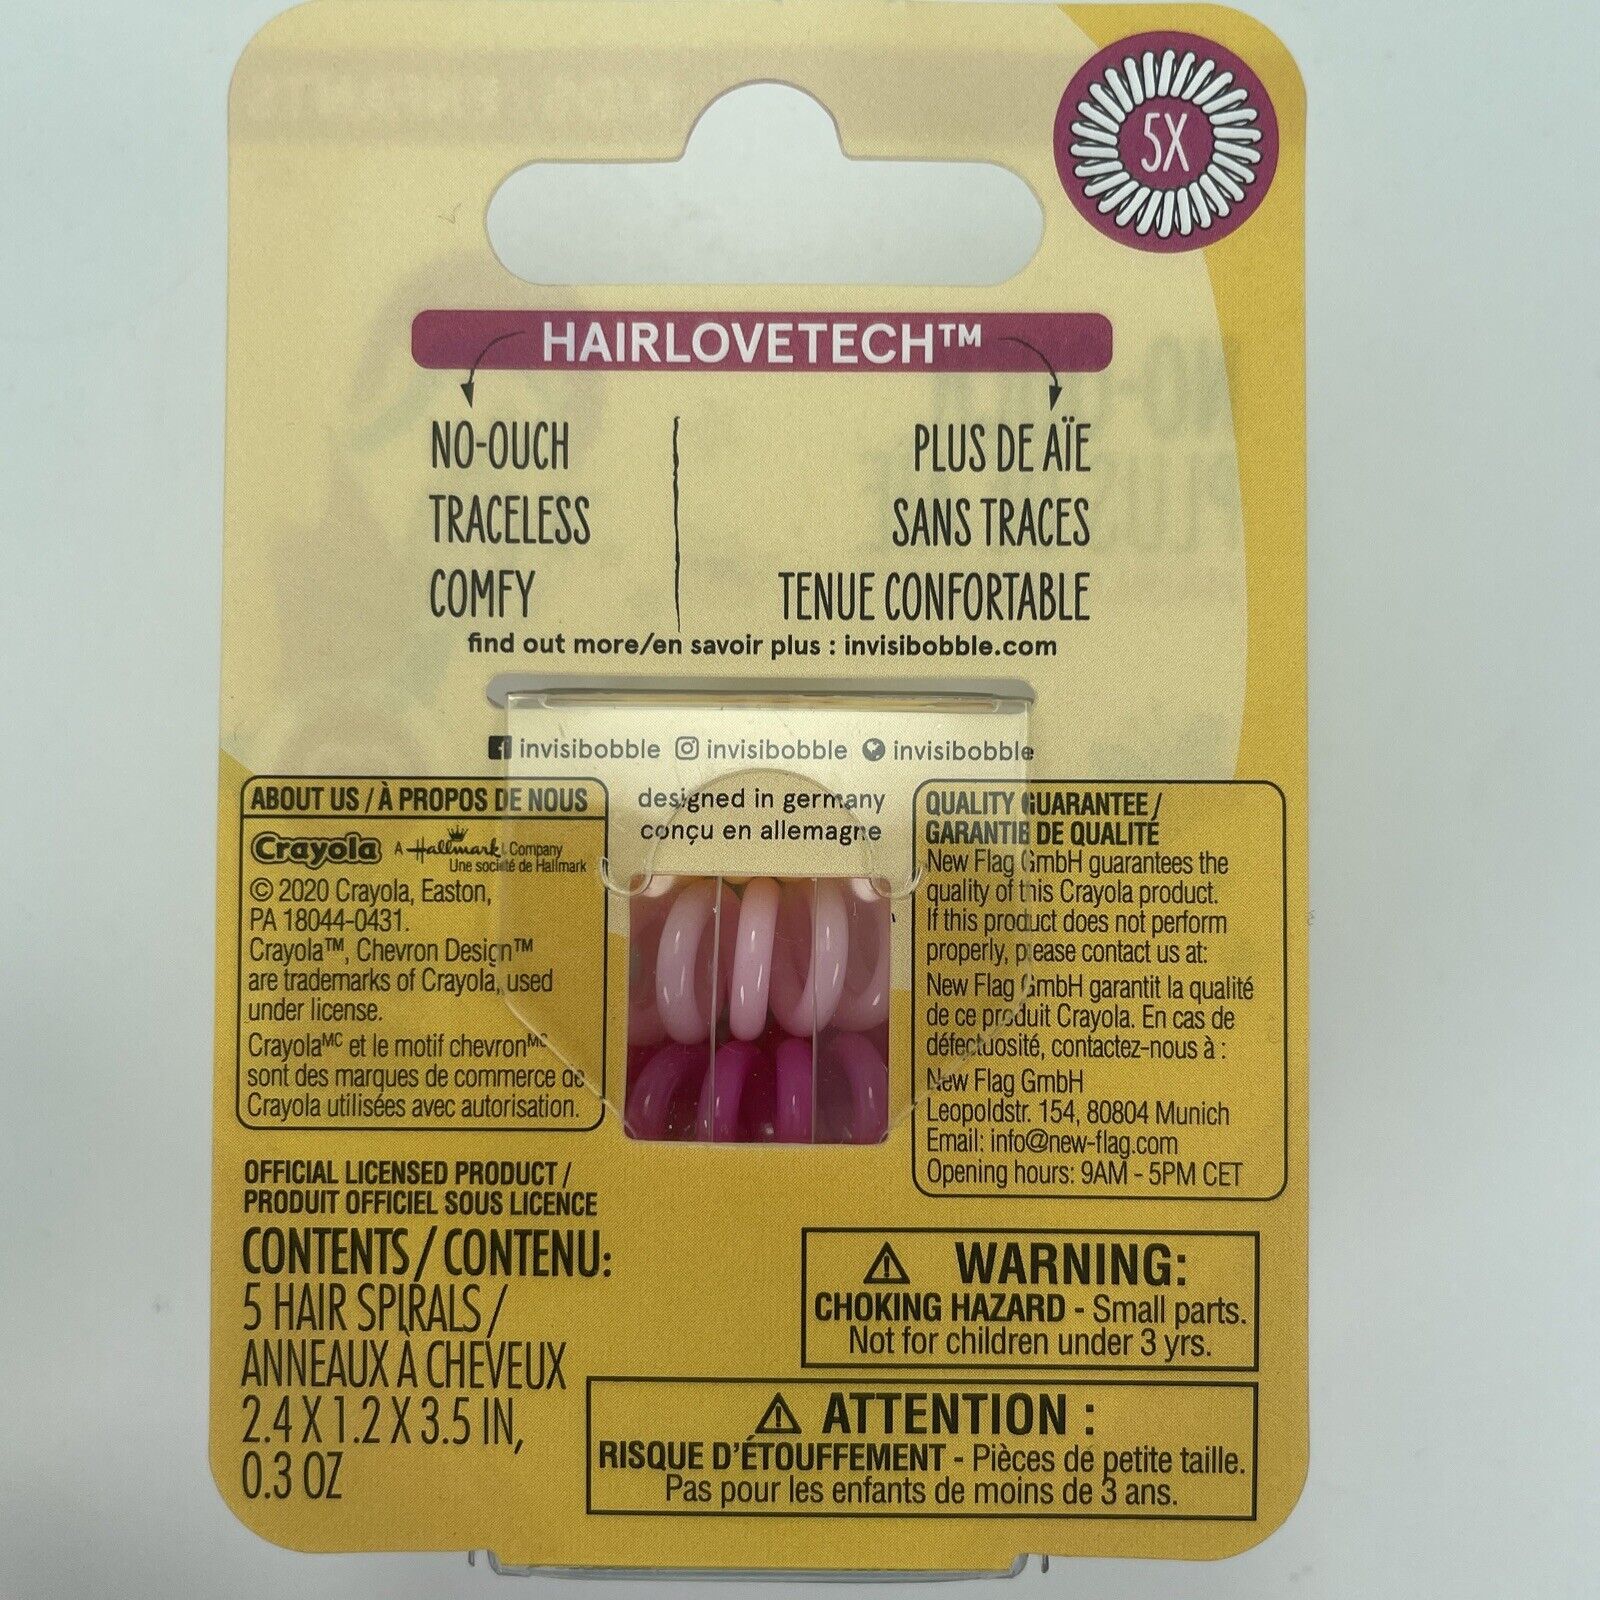 5X
HAIRLOVETECH™
NO-OUCH
TRACELESS
COMFY
PLUS DE AÏE
SANS TRACES
TENUE CONFORTABLE
find out more/en savoir plus : invisibobble.com
invisibobble invisibobble invisibobble
designed in germany
conçu en allemagne
ABOUT US / À PROPOS DE NOUS
Crayola A Hallmark Company
Une société de Hallmark
© 2020 Crayola, Easton,
PA 18044-0431.
Crayola™, Chevron Design™
are trademarks of Crayola, used
under license.
Crayolaᴹᶜ et le motif chevronᴹᶜ
sont des marques de commerce de
Crayola utilisées avec autorisation.
QUALITY GUARANTEE /
GARANTIE DE QUALITÉ
New Flag GmbH guarantees the
quality of this Crayola product.
If this product does not perform
properly, please contact us at:
New Flag GmbH garantit la qualité
de ce produit Crayola. En cas de
défectuosité, contactez-nous à :
New Flag GmbH
Leopoldstr. 154, 80804 Munich
Email: info@new-flag.com
Opening hours: 9AM - 5PM CET
OFFICIAL LICENSED PRODUCT /
PRODUIT OFFICIEL SOUS LICENCE
CONTENTS / CONTENU:
5 HAIR SPIRALS /
ANNEAUX À CHEVEUX
2.4 X 1.2 X 3.5 IN,
0.3 OZ
⚠ WARNING:
CHOKING HAZARD - Small parts.
Not for children under 3 yrs.
⚠ ATTENTION :
RISQUE D'ÉTOUFFEMENT - Pièces de petite taille.
Pas pour les enfants de moins de 3 ans.